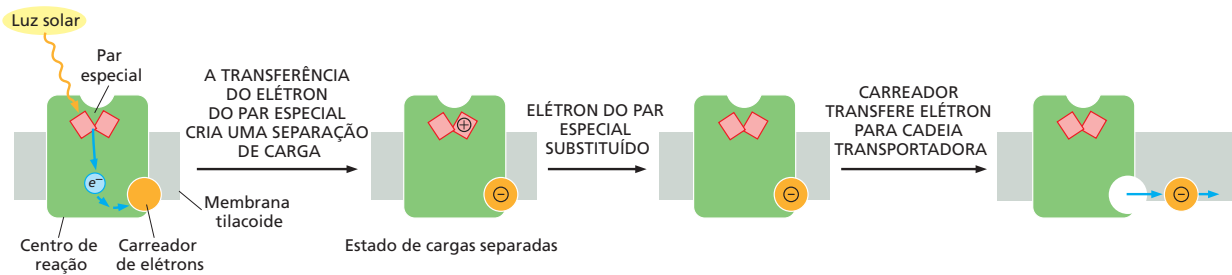 Luz solar
Par
especial
e–
Centro de
reação
Carreador
de elétrons
Membrana
tilacoide
A TRANSFERÊNCIA
DO ELÉTRON
DO PAR ESPECIAL
CRIA UMA SEPARAÇÃO
DE CARGA
+
–
Estado de cargas separadas
ELÉTRON DO PAR
ESPECIAL
SUBSTITUÍDO
–
CARREADOR
TRANSFERE ELÉTRON
PARA CADEIA
TRANSPORTADORA
–